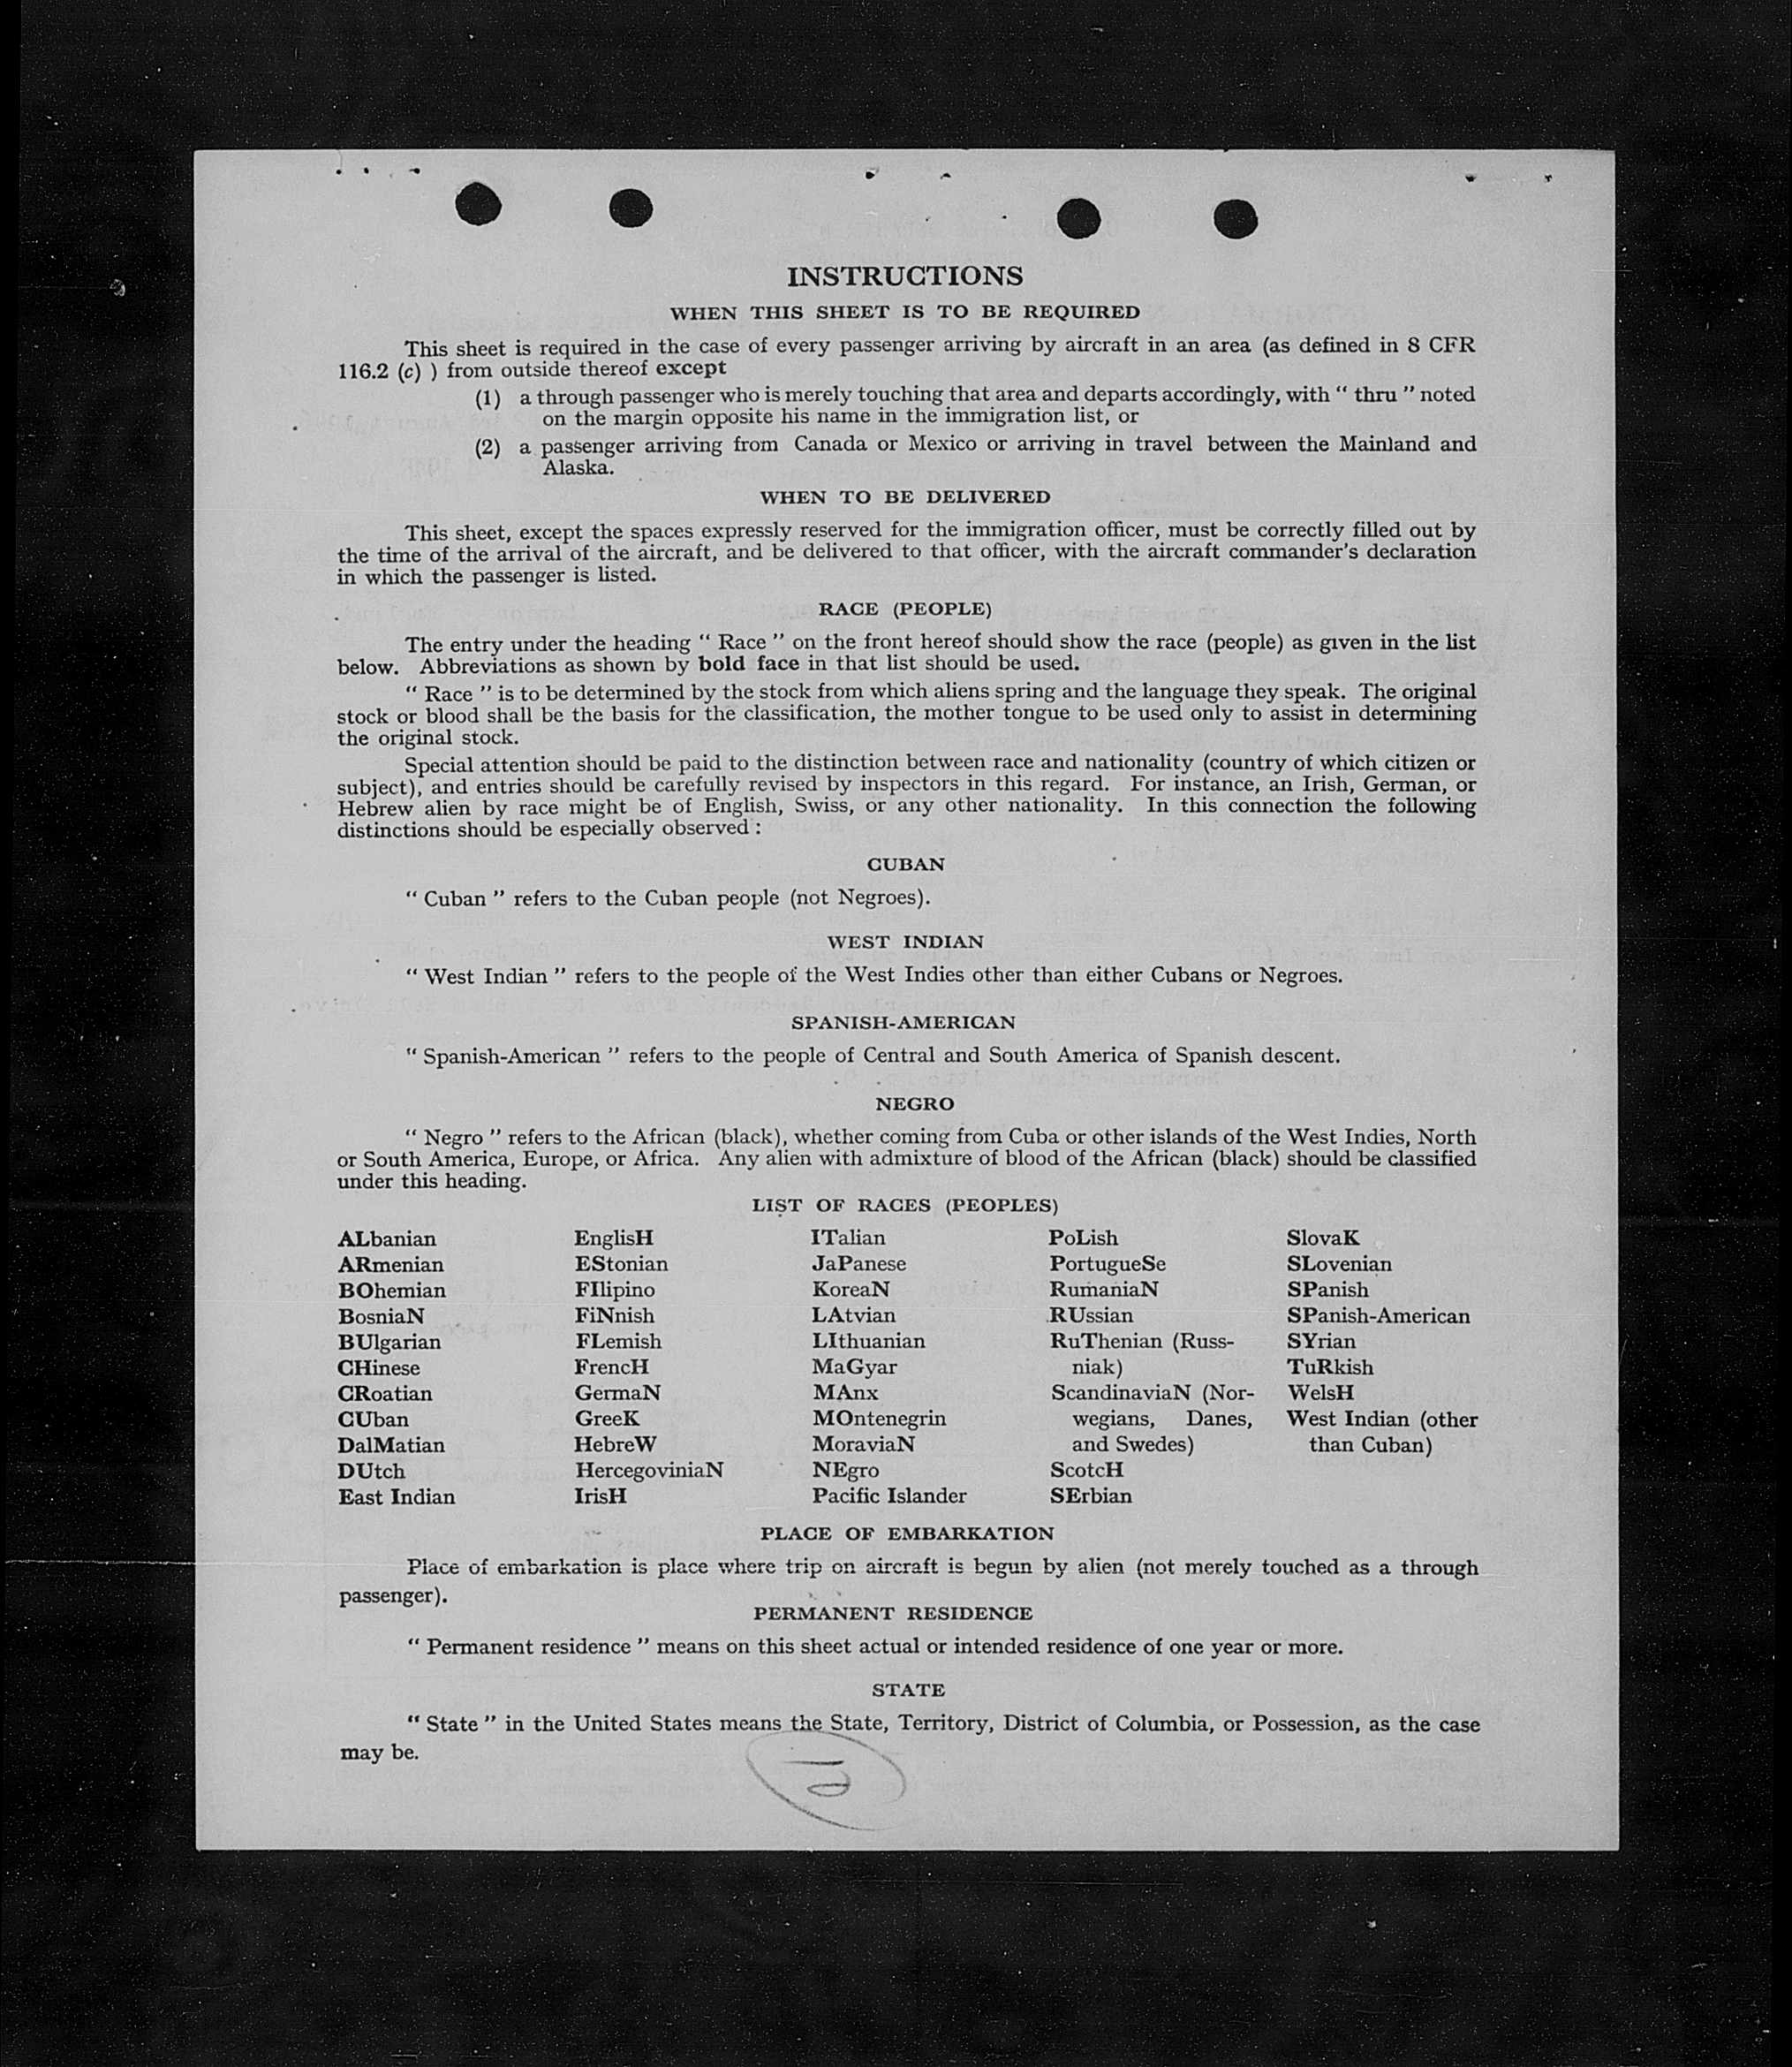 INSTRUCTIONS
WHEN THIS SHEET IS TO BE REQUIRED
This sheet is required in the case of every passenger arriving by aircraft in an area (as defined in 8 CFR
116.2 (c) ) from outside thereof except
(1) a through passenger who is merely touching that area and departs accordingly, with “ thru ” noted
on the margin opposite his name in the immigration list, or
(2) a passenger arriving from Canada or Mexico or arriving in travel between the Mainland and
Alaska.
WHEN TO BE DELIVERED
This sheet, except the spaces expressly reserved for the immigration officer, must be correctly filled out by
the time of the arrival of the aircraft, and be delivered to that officer, with the aircraft commander’s declaration
in which the passenger is listed.
RACE (PEOPLE)
The entry under the heading “ Race ” on the front hereof should show the race (people) as given in the list
below. Abbreviations as shown by bold face in that list should be used.
“ Race ” is to be determined by the stock from which aliens spring and the language they speak. The original
stock or blood shall be the basis for the classification, the mother tongue to be used only to assist in determining
the original stock.
Special attention should be paid to the distinction between race and nationality (country of which citizen or
subject), and entries should be carefully revised by inspectors in this regard. For instance, an Irish, German, or
Hebrew alien by race might be of English, Swiss, or any other nationality. In this connection the following
distinctions should be especially observed :
CUBAN
“ Cuban ” refers to the Cuban people (not Negroes).
WEST INDIAN
“ West Indian ” refers to the people of the West Indies other than either Cubans or Negroes.
SPANISH-AMERICAN
“ Spanish-American ” refers to the people of Central and South America of Spanish descent.
NEGRO
“ Negro ” refers to the African (black), whether coming from Cuba or other islands of the West Indies, North
or South America, Europe, or Africa. Any alien with admixture of blood of the African (black) should be classified
under this heading.
LIST OF RACES (PEOPLES)
ALbanian
ARmenian
BOhemian
BosniaN
BUlgarian
CHinese
CRoatian
CUban
DalMatian
DUtch
East Indian
EnglisH
EStonian
FIlipino
FiNnish
FLemish
FrencH
GermaN
GreeK
HebreW
HercegoviniaN
IrisH
ITalian
JaPanese
KoreaN
LAtvian
LIthuanian
MaGyar
MAnx
MOntenegrin
MoraviaN
NEgro
Pacific Islander
PoLish
PortugueSe
RumaniaN
RUssian
RuThenian (Russ-
niak)
ScandinaviaN (Nor-
wegians, Danes,
and Swedes)
ScotcH
SErbian
SlovaK
SLovenian
SPanish
SPanish-American
SYrian
TuRkish
WelsH
West Indian (other
than Cuban)
PLACE OF EMBARKATION
Place of embarkation is place where trip on aircraft is begun by alien (not merely touched as a through
passenger).
PERMANENT RESIDENCE
“ Permanent residence ” means on this sheet actual or intended residence of one year or more.
STATE
“ State ” in the United States means the State, Territory, District of Columbia, or Possession, as the case
may be.